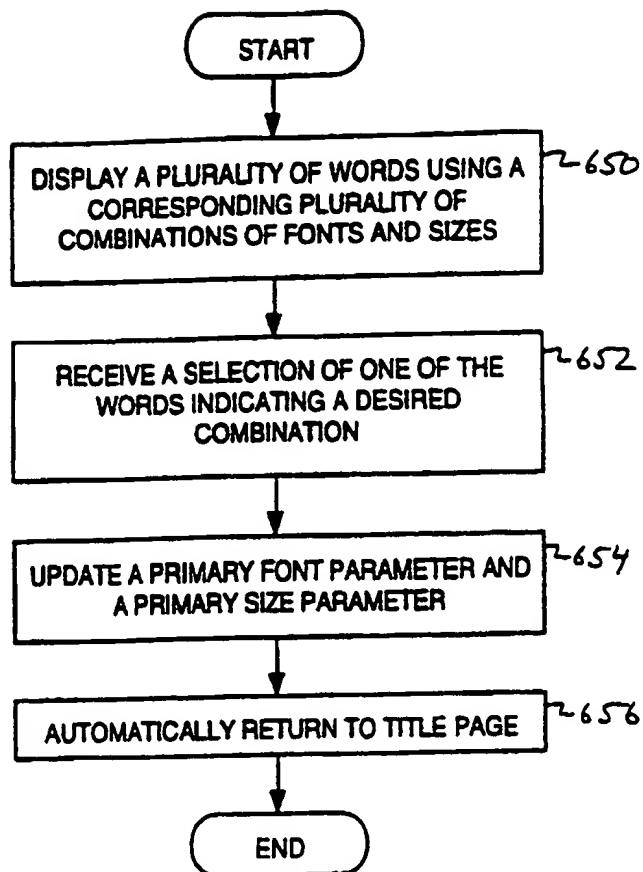 START
DISPLAY A PLURALITY OF WORDS USING A
CORRESPONDING PLURALITY OF
COMBINATIONS OF FONTS AND SIZES
650
RECEIVE A SELECTION OF ONE OF THE
WORDS INDICATING A DESIRED
COMBINATION
652
UPDATE A PRIMARY FONT PARAMETER AND
A PRIMARY SIZE PARAMETER
654
AUTOMATICALLY RETURN TO TITLE PAGE
656
END